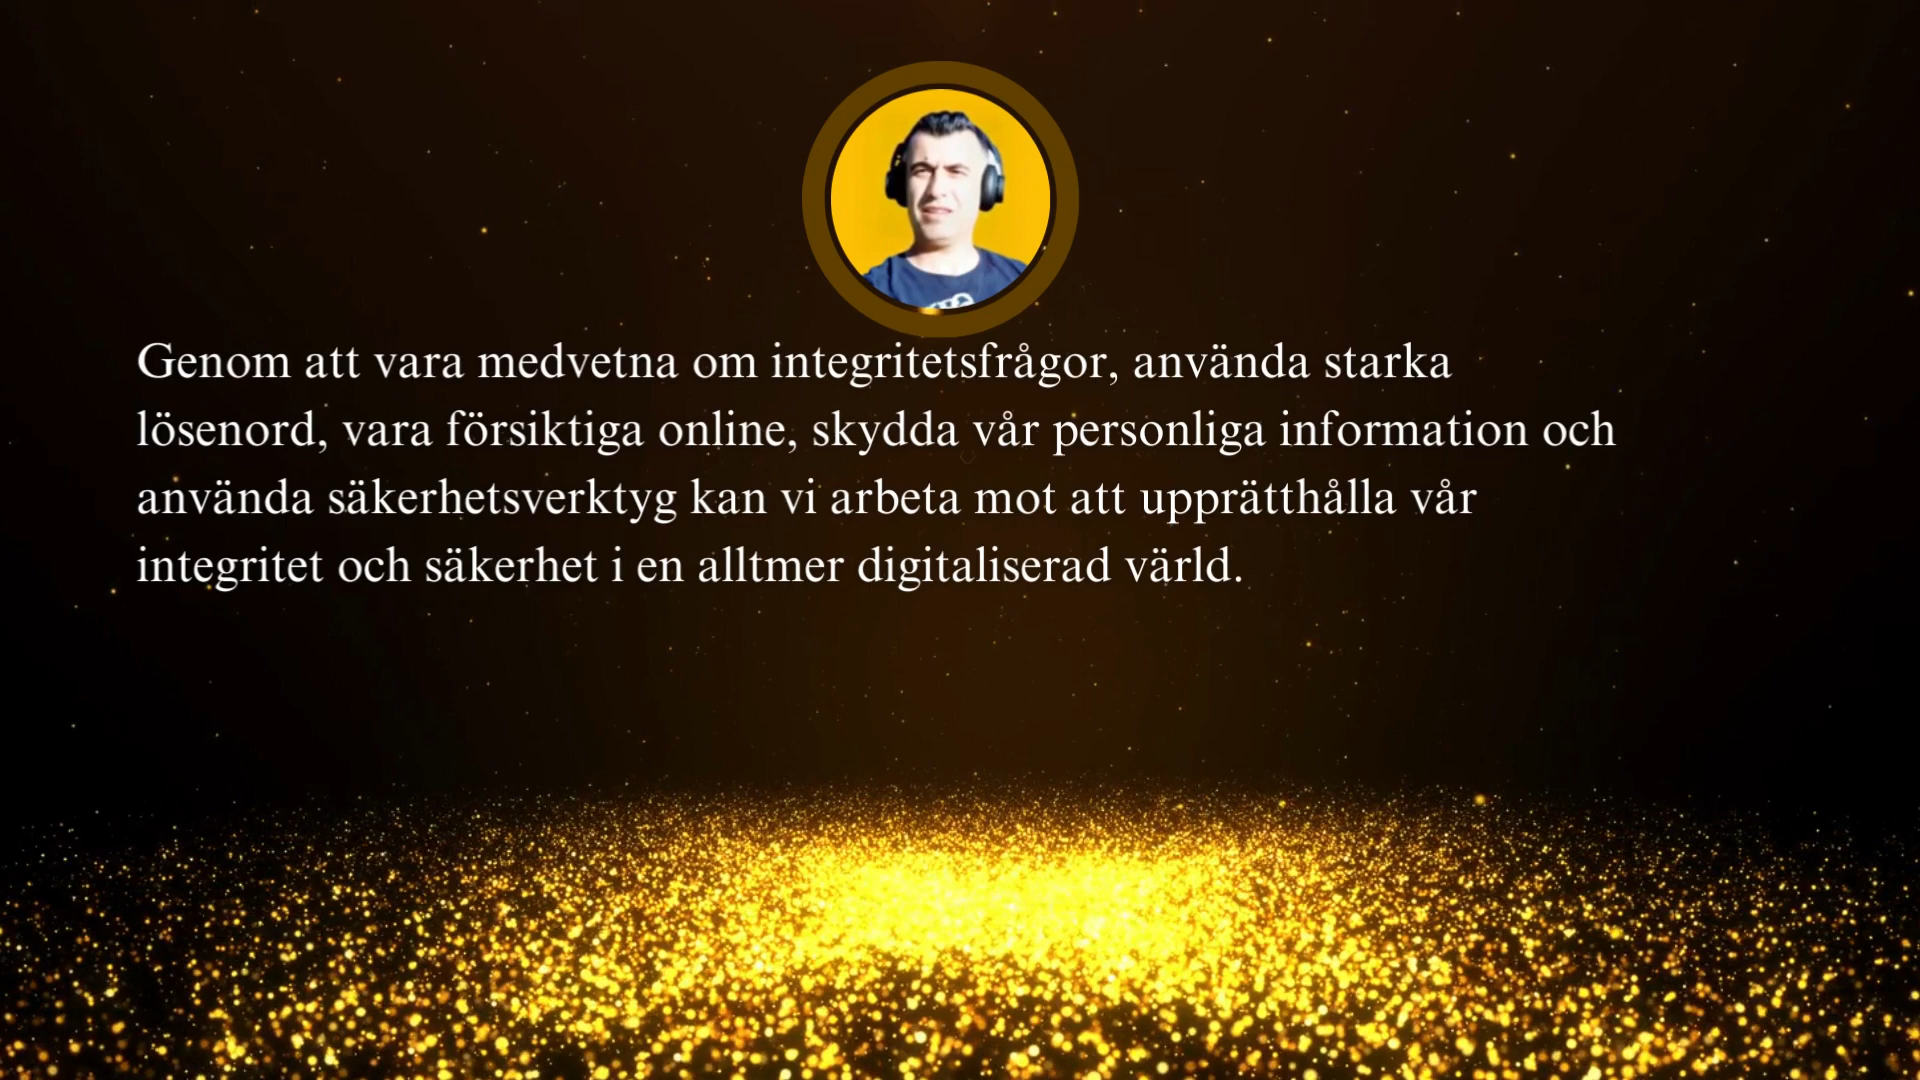 Genom att vara medvetna om integritetsfrågor, använda starka
lösenord, vara försiktiga online, skydda vår personliga information och
använda säkerhetsverktyg kan vi arbeta mot att upprätthålla vår
integritet och säkerhet i en alltmer digitaliserad värld.